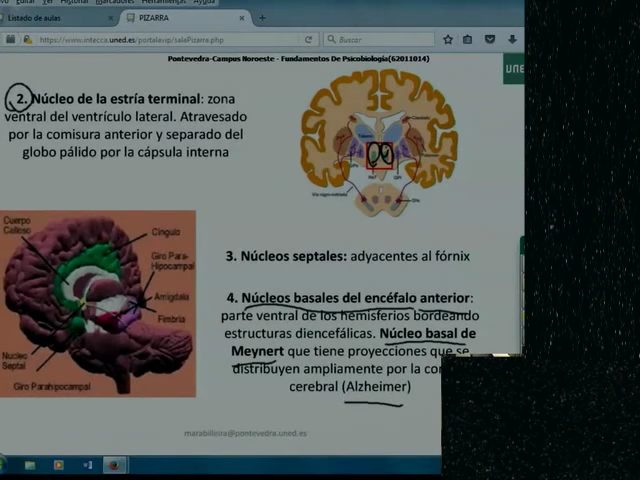 Marcadores
Herramientas
Ayuda
Listado de aulas
PIZARRA
https://www.intecca.uned.es/portalavip/salaPizarra.php
Buscar
Pontevedra-Campus Noroeste - Fundamentos De Psicobiología(62011014)
2. Núcleo de la estría terminal: zona
ventral del ventrículo lateral. Atravesado
por la comisura anterior y separado del
globo pálido por la cápsula interna
Cuerpo
Calloso
Cíngulo
Giro Para-
Hipocampal
Amígdala
Fimbria
Nucleo
Septal
Giro Parahipocampal
3. Núcleos septales: adyacentes al fórnix
4. Núcleos basales del encéfalo anterior:
parte ventral de los hemisferios bordeando
estructuras diencefálicas. Núcleo basal de
Meynert que tiene proyecciones que se
distribuyen ampliamente por la
cerebral (Alzheimer)
marabilleira@pontevedra.uned.es